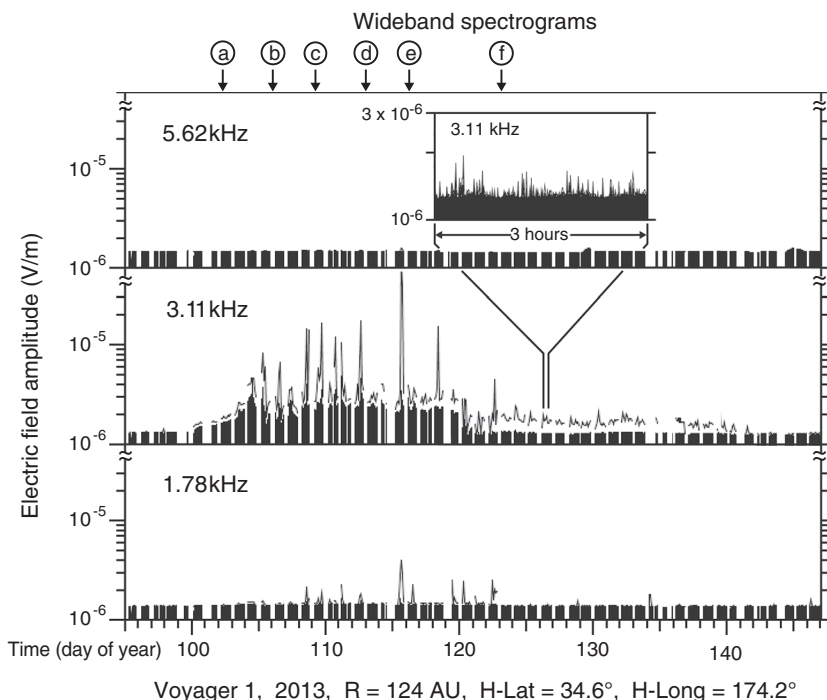 Wideband spectrograms
a b c d e f
5.62kHz
10⁻⁵
10⁻⁶
3 x 10⁻⁶
3.11 kHz
10⁻⁶
3 hours
3.11kHz
10⁻⁵
10⁻⁶
1.78kHz
10⁻⁵
10⁻⁶
Electric field amplitude (V/m)
Time (day of year) 100 110 120 130 140
Voyager 1, 2013, R = 124 AU, H-Lat = 34.6°, H-Long = 174.2°